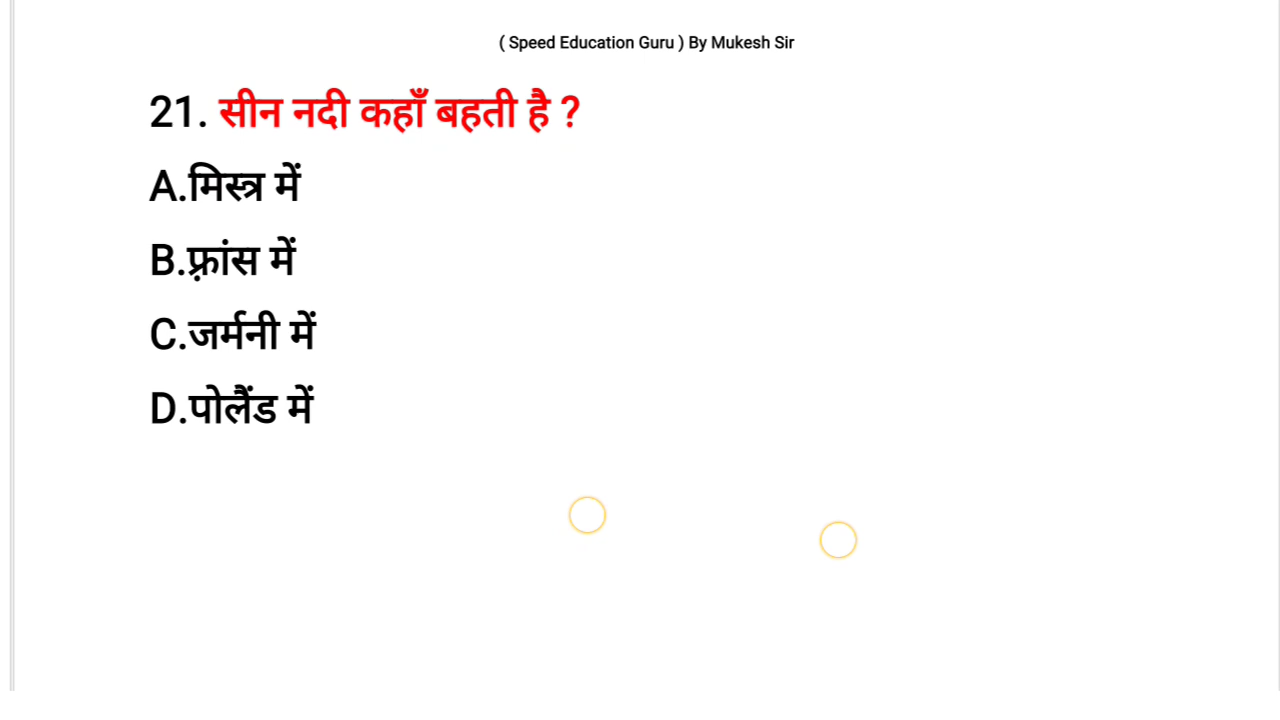 ( Speed Education Guru ) By Mukesh Sir
21. सीन नदी कहाँ बहती है ?
A.मिस्त्र में
B.फ़्रांस में
C.जर्मनी में
D.पोलैंड में